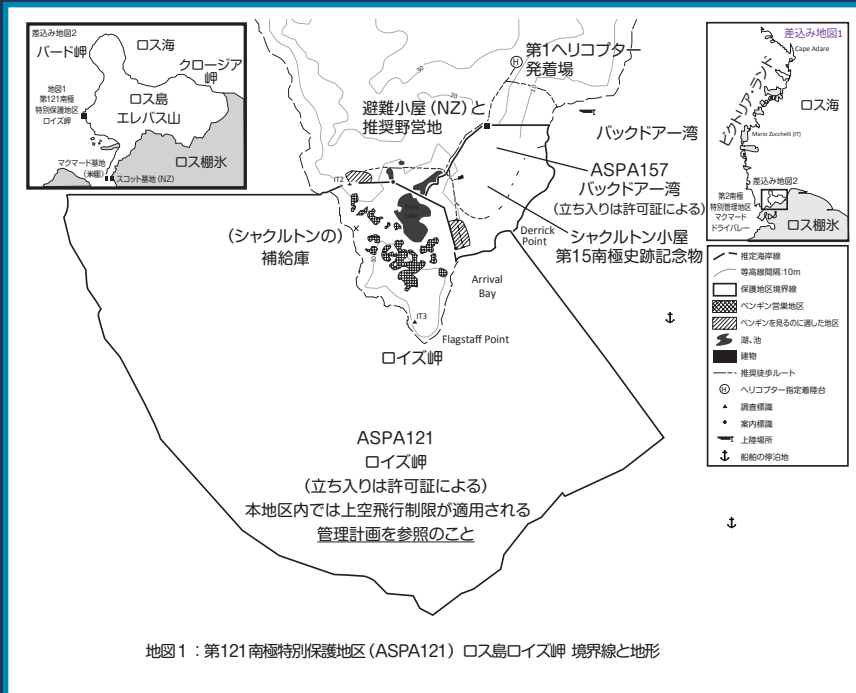 差込み地図2
バード岬
ロス海
クロージア
岬
地図1
第121南極
特別保護地区
ロイズ岬
ロス島
エレバス山
マクマード基地
(米国)
スコット基地(NZ)
ロス棚氷
30
20
10
第1ヘリコプター
発着場
H
避難小屋(NZ)と
推奨野営地
バックドアー湾
ASPA157
バックドアー湾
(立ち入りは許可証による)
シャクルトン小屋
第15南極史跡記念物
IT2
(シャクルトンの)
補給庫
Derrick
Point
Arrival
Bay
IT3
Flagstaff Point
ロイズ岬
ASPA121
ロイズ岬
(立ち入りは許可証による)
本地区内では上空飛行制限が適用される
管理計画を参照のこと
差込み地図1
Cape Adare
ビクトリア・ランド
ロス海
Mario Zucchelli (IT)
差込み地図2
第2南極
特別管理地区
マクマード
ドライバレー
ロス棚氷
推定海岸線
等高線間隔:10m
保護地区境界線
ペンギン営巣地区
ペンギンを見るのに適した地区
湖、池
建物
推奨徒歩ルート
H ヘリコプター指定着陸台
調査標識
案内標識
上陸場所
船舶の停泊地
地図1:第121南極特別保護地区(ASPA121) ロス島ロイズ岬 境界線と地形